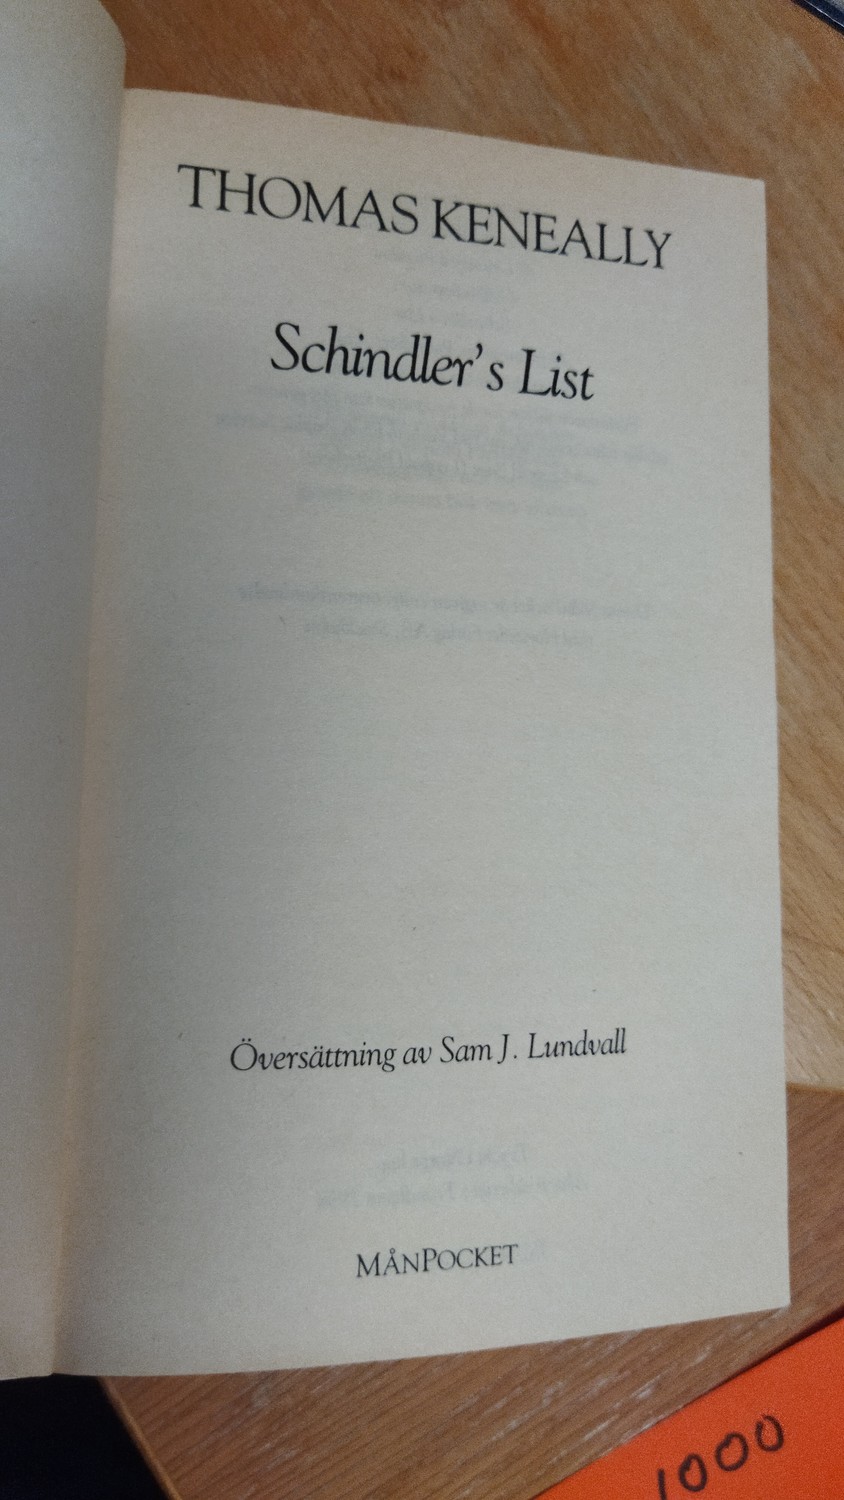 THOMAS KENEALLY
Schindler's List
Översättning av Sam J. Lundvall
MÅNPOCKET
1000